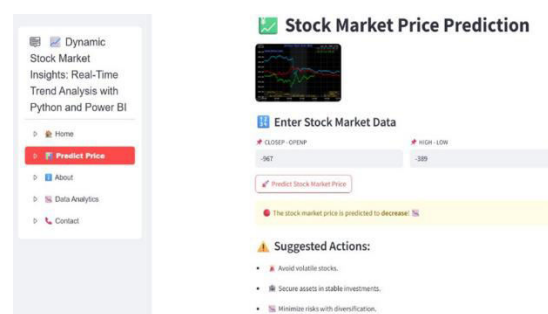 Dynamic
Stock Market
Insights: Real-Time
Trend Analysis with
Python and Power BI
Home
Predict Price
About
Data Analytics
Contact
Stock Market Price Prediction
Enter Stock Market Data
CLOSEP - OPENP
HIGH - LOW
-967
-389
Predict Stock Market Price
The stock market price is predicted to decrease!
Suggested Actions:
• Avoid volatile stocks.
• Secure assets in stable investments.
• Minimize risks with diversification.